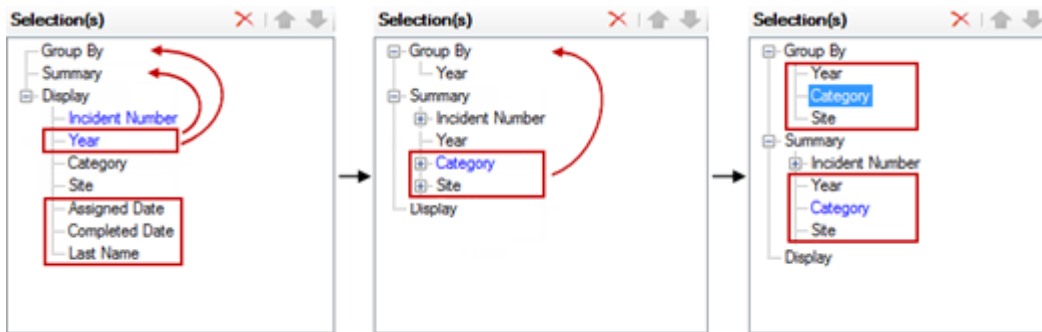 Selection(s)
Group By
Summary
Display
Incident Number
Year
Category
Site
Assigned Date
Completed Date
Last Name
Selection(s)
Group By
Year
Summary
Incident Number
Year
Category
Site
Display
Selection(s)
Group By
Year
Category
Site
Summary
Incident Number
Year
Category
Site
Display